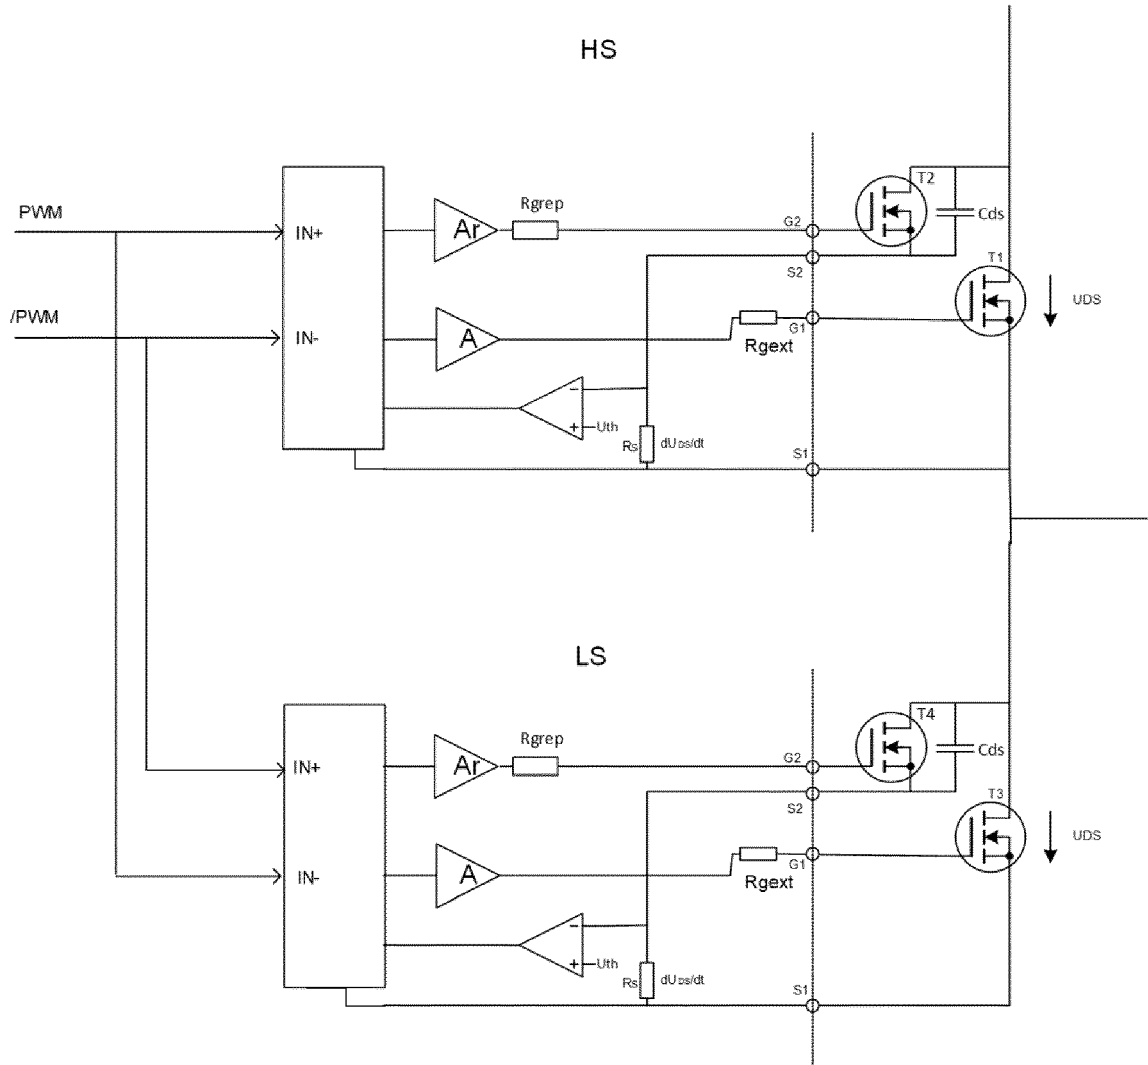 HS
T2
PWM
Rgrep
G2
Cds
IN+
Ar
S2
T1
UDS
/PWM
IN-
A
G1
Rgext
- 
+ Uth
Rs
dUDS/dt
S1
LS
T4
Rgrep
G2
Cds
IN+
Ar
S2
T3
UDS
IN-
A
G1
Rgext
- 
+ Uth
Rs
dUDS/dt
S1